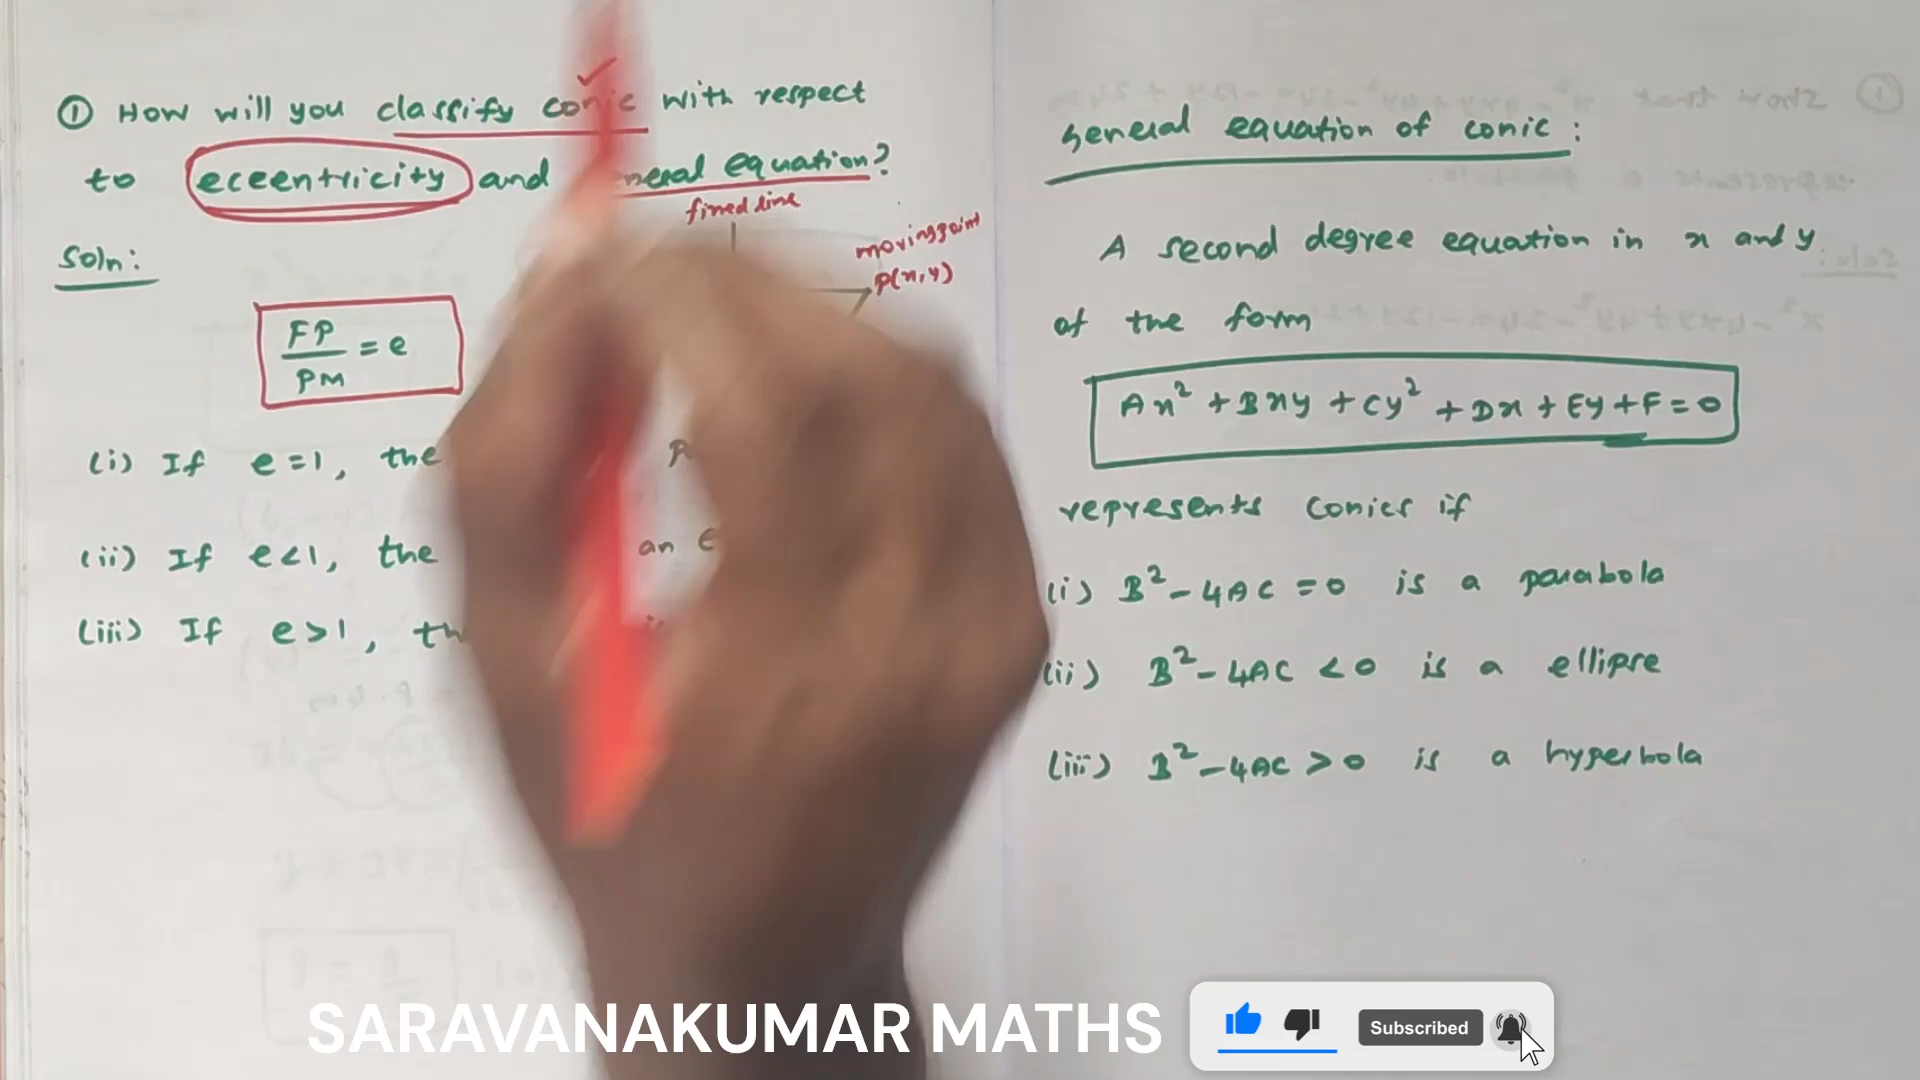 ① How will you classify conic with respect
to eccentricity and general equation?
fixed line
moving point
P(x,y)
Soln:
FP
PM
= e
(i) If e=1, the
(ii) If e<1, the an
(iii) If e>1, is
General equation of conic:
A second degree equation in x and y
of the form
Ax² + Bxy + Cy² + Dx + Ey + F = 0
represents Conics if
(i) B² - 4AC = 0 is a parabola
(ii) B² - 4AC < 0 is a ellipse
(iii) B² - 4AC > 0 is a hyperbola
SARAVANAKUMAR MATHS
Subscribed